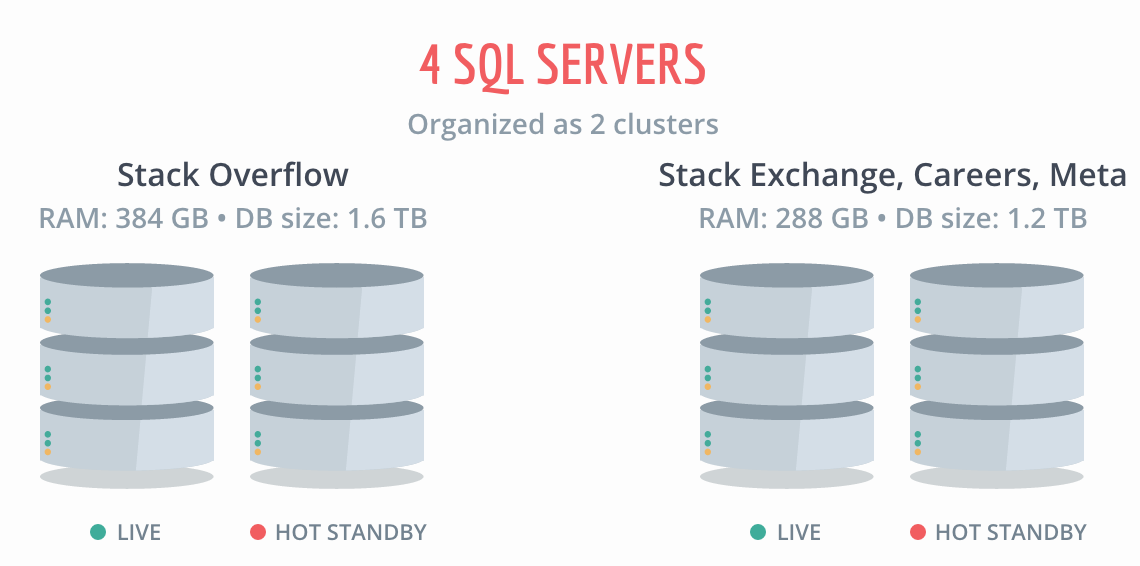 4 SQL SERVERS
Organized as 2 clusters
Stack Overflow
RAM: 384 GB • DB size: 1.6 TB
LIVE
HOT STANDBY
Stack Exchange, Careers, Meta
RAM: 288 GB • DB size: 1.2 TB
LIVE
HOT STANDBY